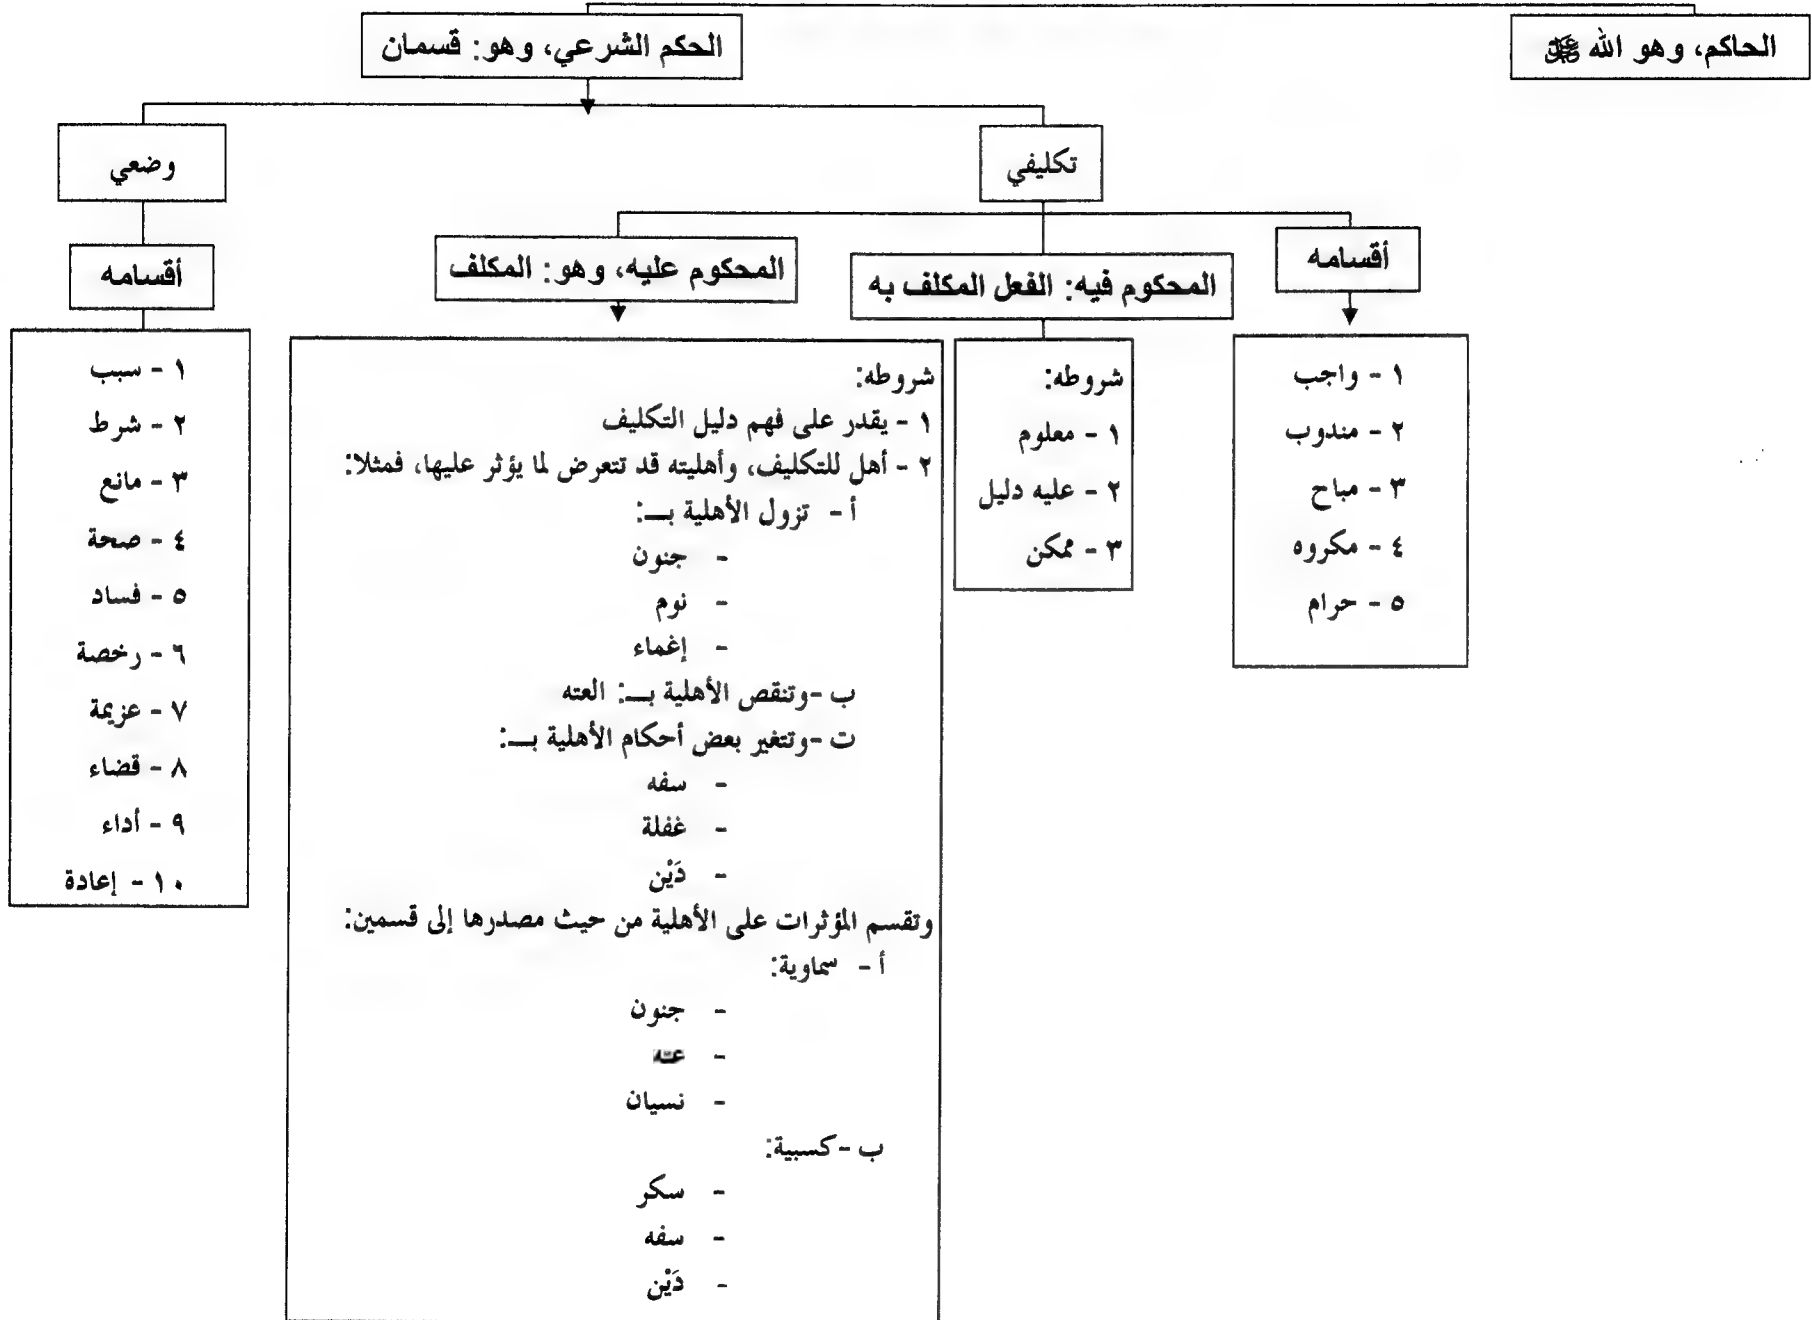 الحاكم، وهو الله ﷻ
الحكم الشرعي، وهو: قسمان
تكليفي
وضعي
أقسامه
١ - واجب
٢ - مندوب
٣ - مباح
٤ - مكروه
٥ - حرام
المحكوم فيه: الفعل المكلف به
شروطه:
١ - معلوم
٢ - عليه دليل
٣ - ممكن
المحكوم عليه، وهو: المكلف
شروطه:
١ - يقدر على فهم دليل التكليف
٢ - أهل للتكليف، وأهليته قد تتعرض لما يؤثر عليها، فمثلا:
أ - تزول الأهلية بـــ:
- جنون
- نوم
- إغماء
ب -وتنقص الأهلية بـــ: العته
ت -وتتغير بعض أحكام الأهلية بـــ:
- سفه
- غفلة
- دَيْن
وتقسم المؤثرات على الأهلية من حيث مصدرها إلى قسمين:
أ - سماوية:
- جنون
- عته
- نسيان
ب -كسبية:
- سكر
- سفه
- دَيْن
أقسامه
١ - سبب
٢ - شرط
٣ - مانع
٤ - صحة
٥ - فساد
٦ - رخصة
٧ - عزيمة
٨ - قضاء
٩ - أداء
١٠ - إعادة